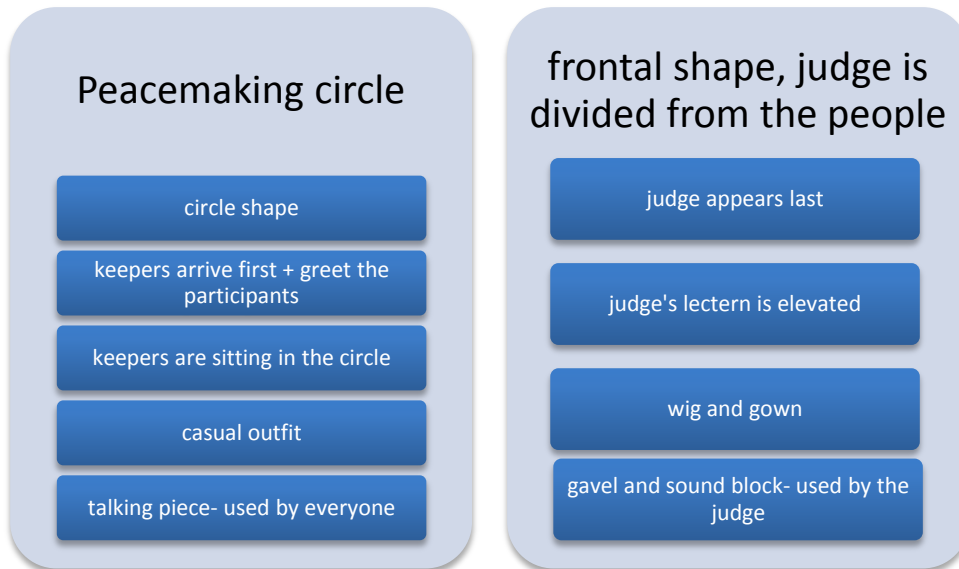 Peacemaking circle
circle shape
keepers arrive first + greet the
participants
keepers are sitting in the circle
casual outfit
talking piece- used by everyone
frontal shape, judge is
divided from the people
judge appears last
judge's lectern is elevated
wig and gown
gavel and sound block- used by the
judge